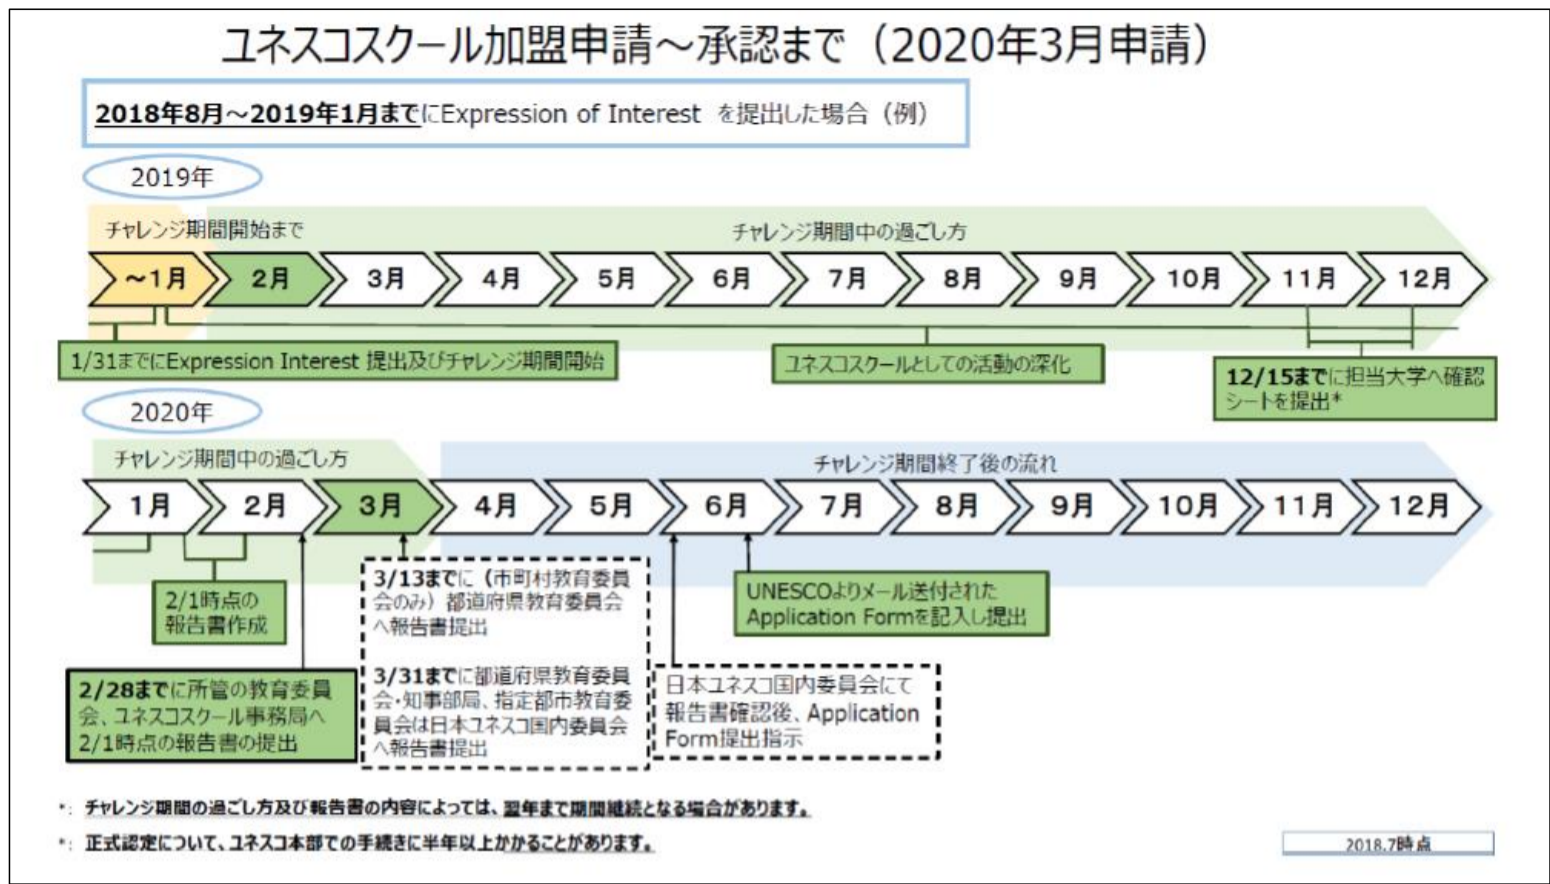 ユネスコスクール加盟申請～承認まで（2020年3月申請）
2018年8月～2019年1月までにExpression of Interest を提出した場合（例）
2019年
チャレンジ期間開始まで
チャレンジ期間中の過ごし方
～1月 2月 3月 4月 5月 6月 7月 8月 9月 10月 11月 12月
1/31までにExpression Interest 提出及びチャレンジ期間開始
ユネスコスクールとしての活動の深化
12/15までに担当大学へ確認
シートを提出*
2020年
チャレンジ期間中の過ごし方
チャレンジ期間終了後の流れ
1月 2月 3月 4月 5月 6月 7月 8月 9月 10月 11月 12月
2/1時点の
報告書作成
2/28までに所管の教育委員
会、ユネスコスクール事務局へ
2/1時点の報告書の提出
3/13までに（市町村教育委員
会のみ）都道府県教育委員会
へ報告書提出
3/31までに都道府県教育委員
会・知事部局、指定都市教育委
員会は日本ユネスコ国内委員会
へ報告書提出
日本ユネスコ国内委員会にて
報告書確認後、Application
Form提出指示
UNESCOよりメール送付された
Application Formを記入し提出
*: チャレンジ期間の過ごし方及び報告書の内容によっては、翌年まで期間継続となる場合があります。
*: 正式認定について、ユネスコ本部での手続きに半年以上かかることがあります。
2018.7時点